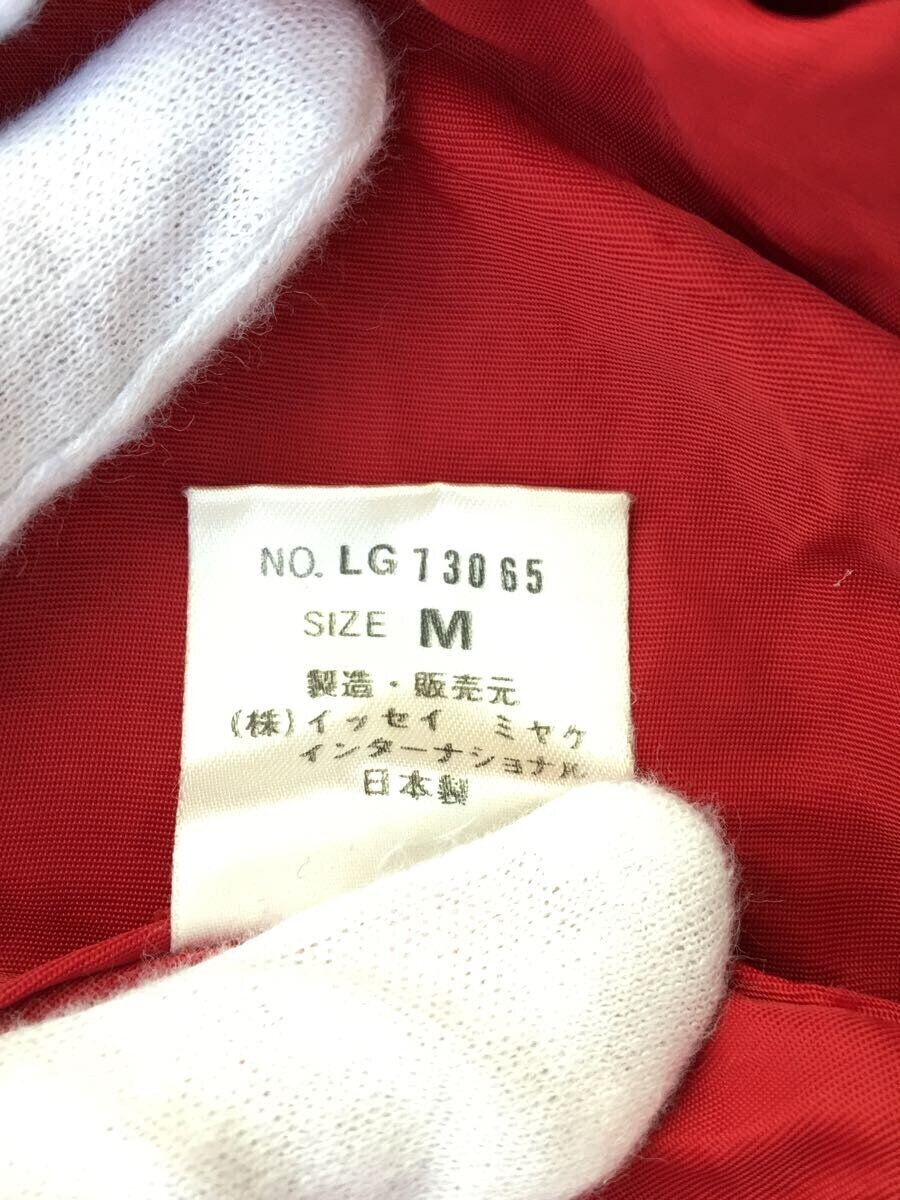 NO. LG 73065
SIZE M
製造・販売元
(株)イッセイ ミヤケ
インターナショナル
日本製